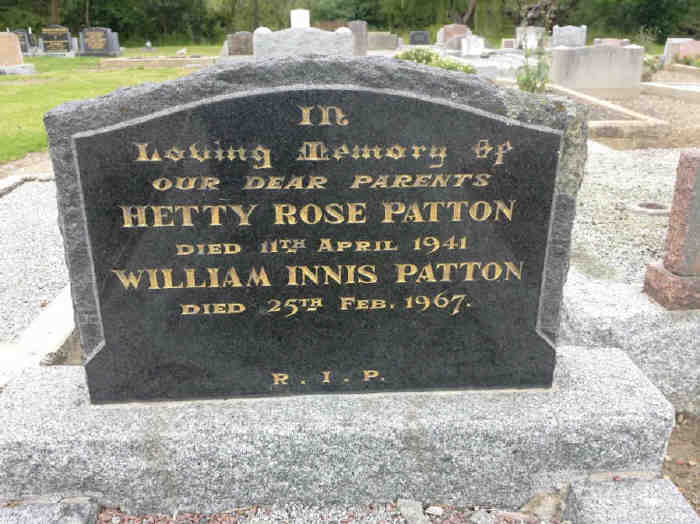 In
Loving Memory Of
OUR DEAR PARENTS
HETTY ROSE PATTON
DIED 11TH APRIL 1941
WILLIAM INNIS PATTON
DIED 25TH FEB. 1967.
R. I. P.